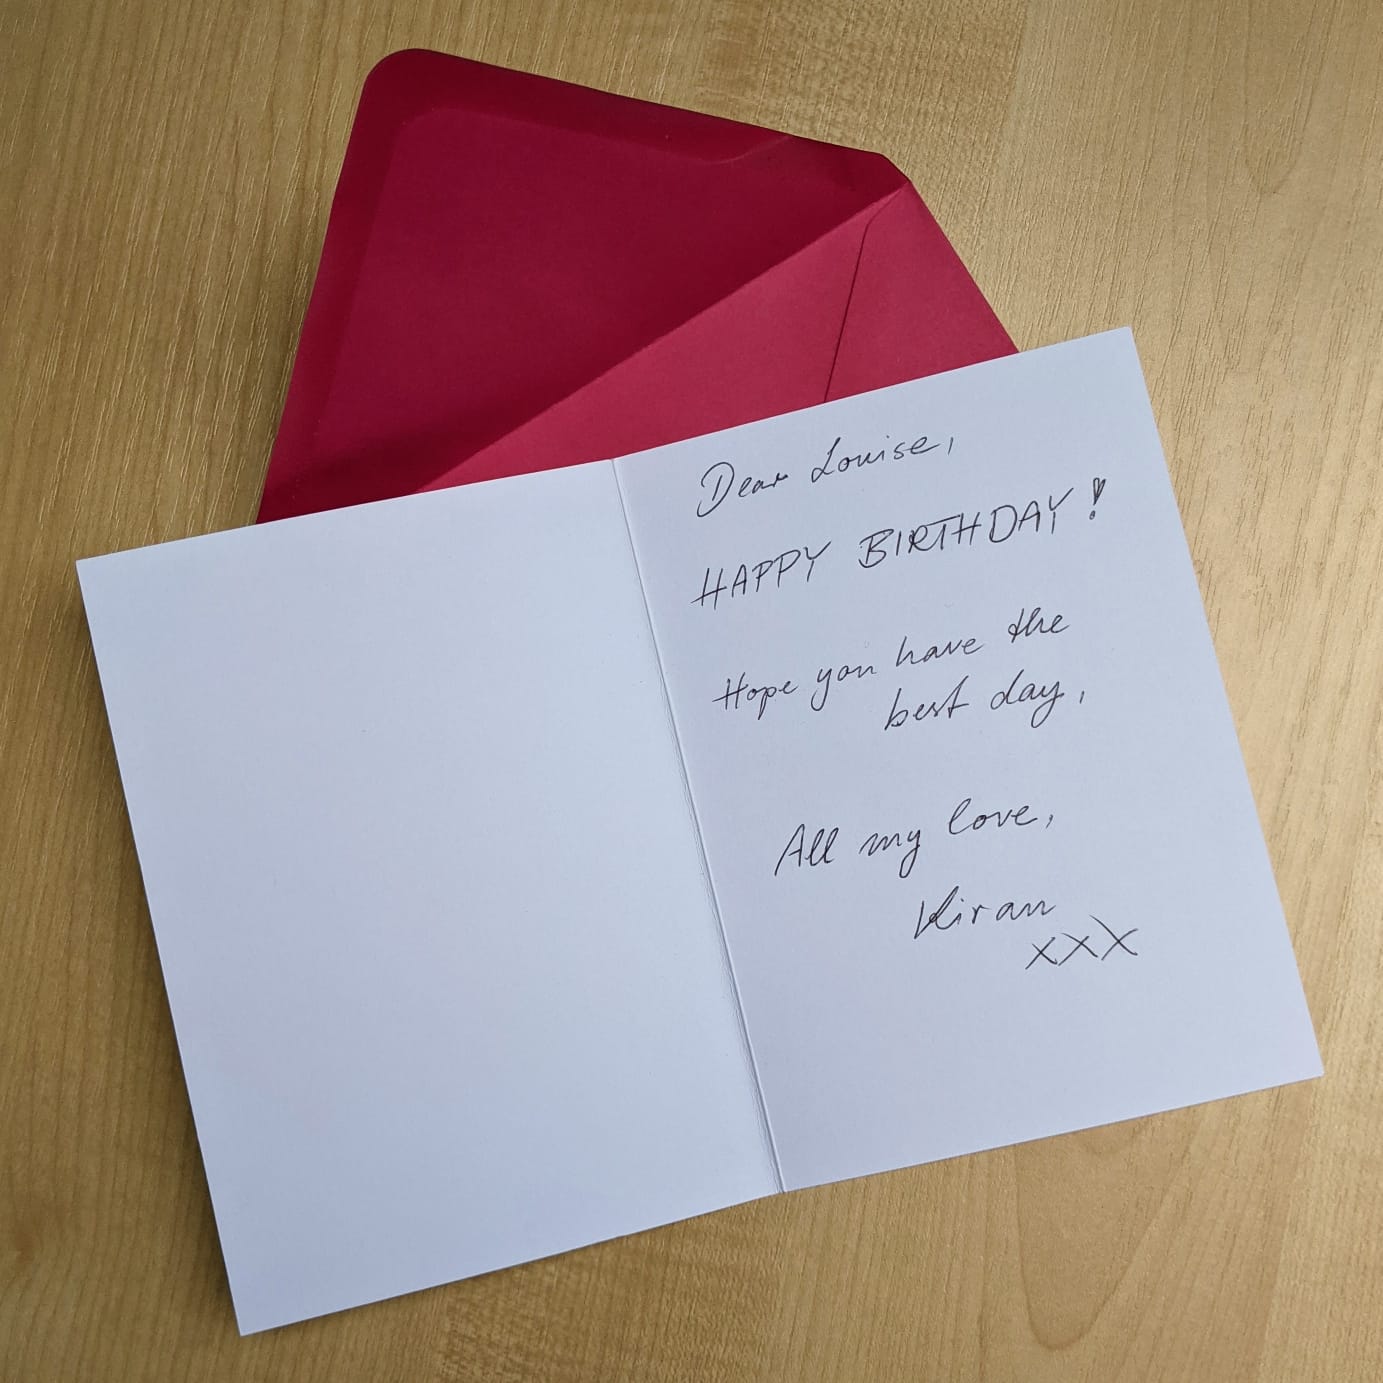 Dear Louise,
HAPPY BIRTHDAY!
Hope you have the
best day,
All my love,
Kiran
xxx